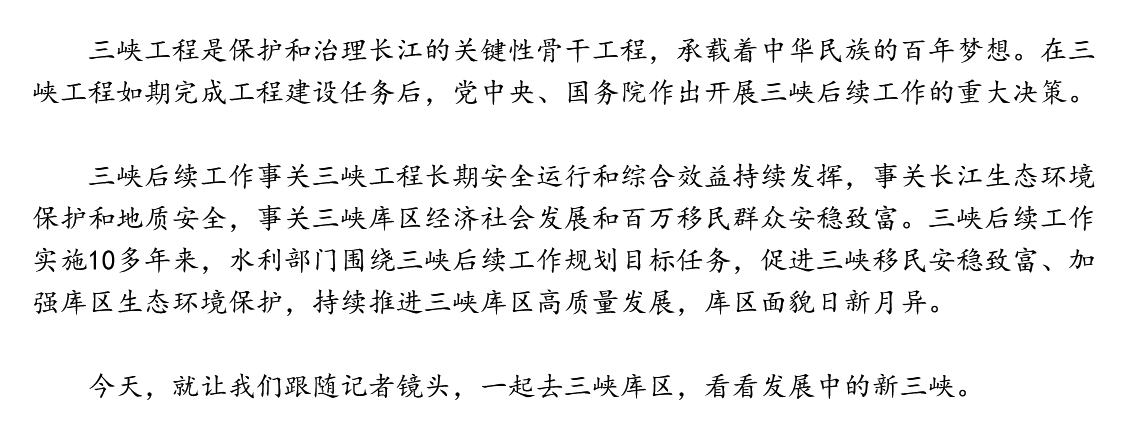 三峡工程是保护和治理长江的关键性骨干工程，承载着中华民族的百年梦想。在三
峡工程如期完成工程建设任务后，党中央、国务院作出开展三峡后续工作的重大决策。
三峡后续工作事关三峡工程长期安全运行和综合效益持续发挥，事关长江生态环境
保护和地质安全，事关三峡库区经济社会发展和百万移民群众安稳致富。三峡后续工作
实施10多年来，水利部门围绕三峡后续工作规划目标任务，促进三峡移民安稳致富、加
强库区生态环境保护，持续推进三峡库区高质量发展，库区面貌日新月异。
今天，就让我们跟随记者镜头，一起去三峡库区，看看发展中的新三峡。